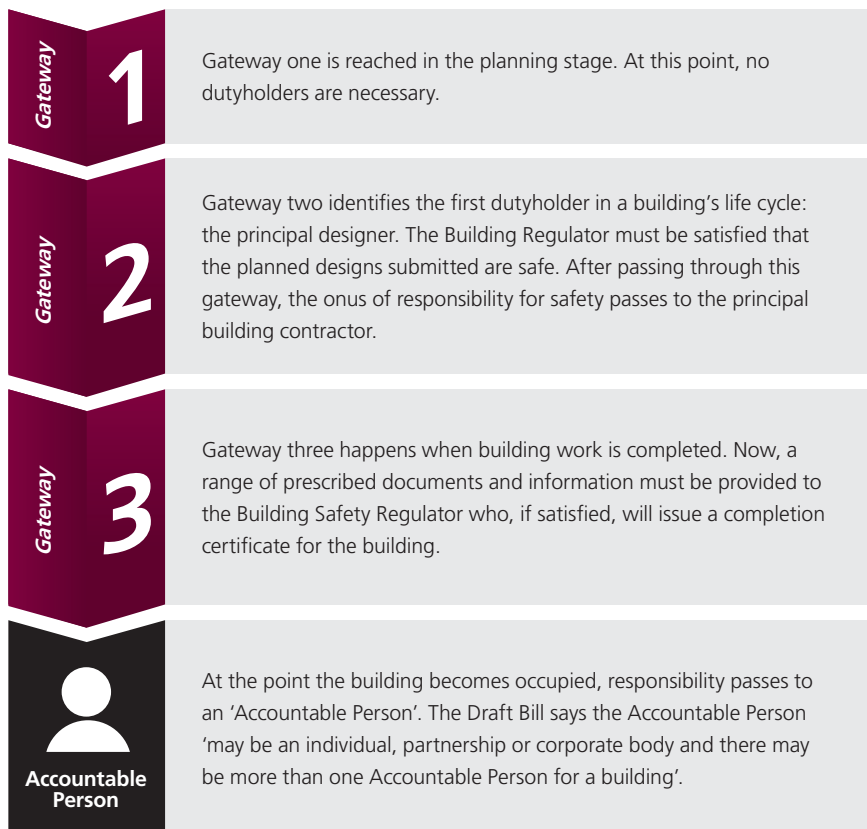 Gateway
1
Gateway one is reached in the planning stage. At this point, no
dutyholders are necessary.
Gateway
2
Gateway two identifies the first dutyholder in a building’s life cycle:
the principal designer. The Building Regulator must be satisfied that
the planned designs submitted are safe. After passing through this
gateway, the onus of responsibility for safety passes to the principal
building contractor.
Gateway
3
Gateway three happens when building work is completed. Now, a
range of prescribed documents and information must be provided to
the Building Safety Regulator who, if satisfied, will issue a completion
certificate for the building.
Accountable
Person
At the point the building becomes occupied, responsibility passes to
an ‘Accountable Person’. The Draft Bill says the Accountable Person
‘may be an individual, partnership or corporate body and there may
be more than one Accountable Person for a building’.